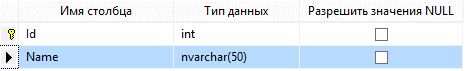 Имя столбца Тип данных Разрешить значения NULL
Id int
Name nvarchar(50)